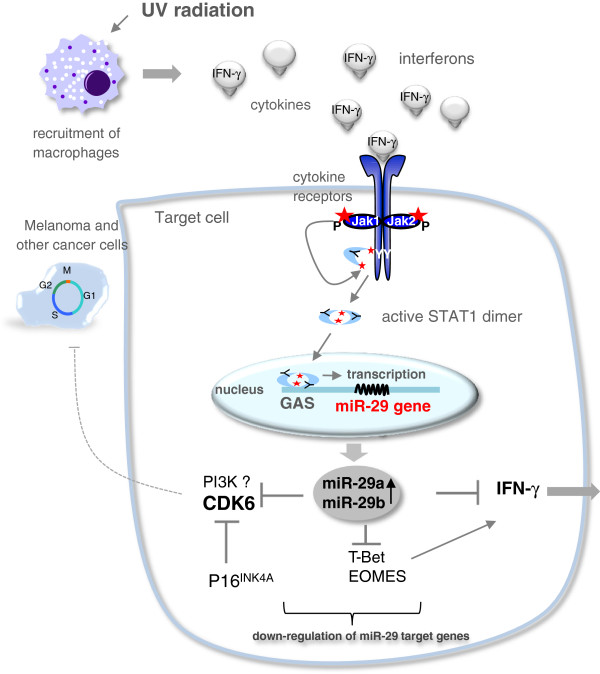 UV radiation
IFN-γ
IFN-γ
interferons
IFN-γ
IFN-γ
cytokines
recruitment of
macrophages
IFN-γ
cytokine
receptors
Target cell
P
Jak1
Jak2
P
Melanoma and
other cancer cells
YY
M
G2
G1
S
active STAT1 dimer
transcription
nucleus
GAS
miR-29 gene
PI3K ?
CDK6
miR-29a
miR-29b
IFN-γ
T-Bet
EOMES
P16INK4A
down-regulation of miR-29 target genes